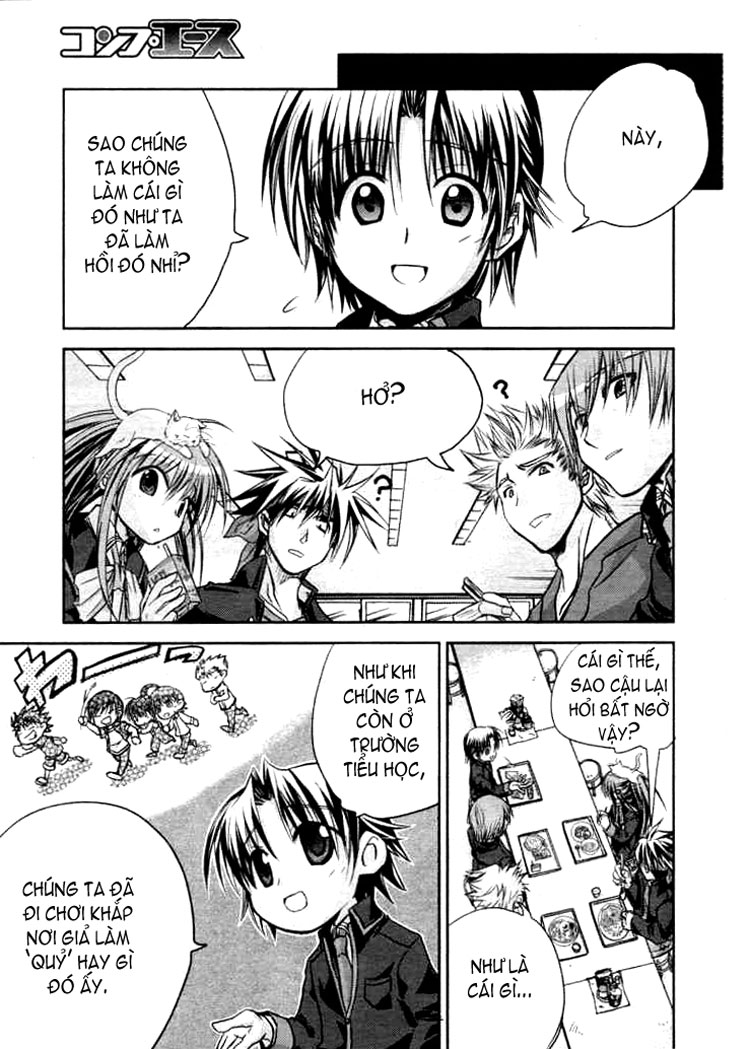 コンプエース
NÀY,
SAO CHÚNG
TA KHÔNG
LÀM CÁI GÌ
ĐÓ NHƯ TA
ĐÃ LÀM
HỒI ĐÓ NHỈ?
HỞ?
?
?
CÁI GÌ THẾ,
SAO CẬU LẠI
HỎI BẤT NGỜ
VẬY?
NHƯ LÀ
CÁI GÌ...
NHƯ KHI
CHÚNG TA
CÒN Ở
TRƯỜNG
TIỂU HỌC,
わーっ
CHÚNG TA ĐÃ
ĐI CHƠI KHẮP
NƠI GIẢ LÀM
'QUỶ' HAY GÌ
ĐÓ ẤY.